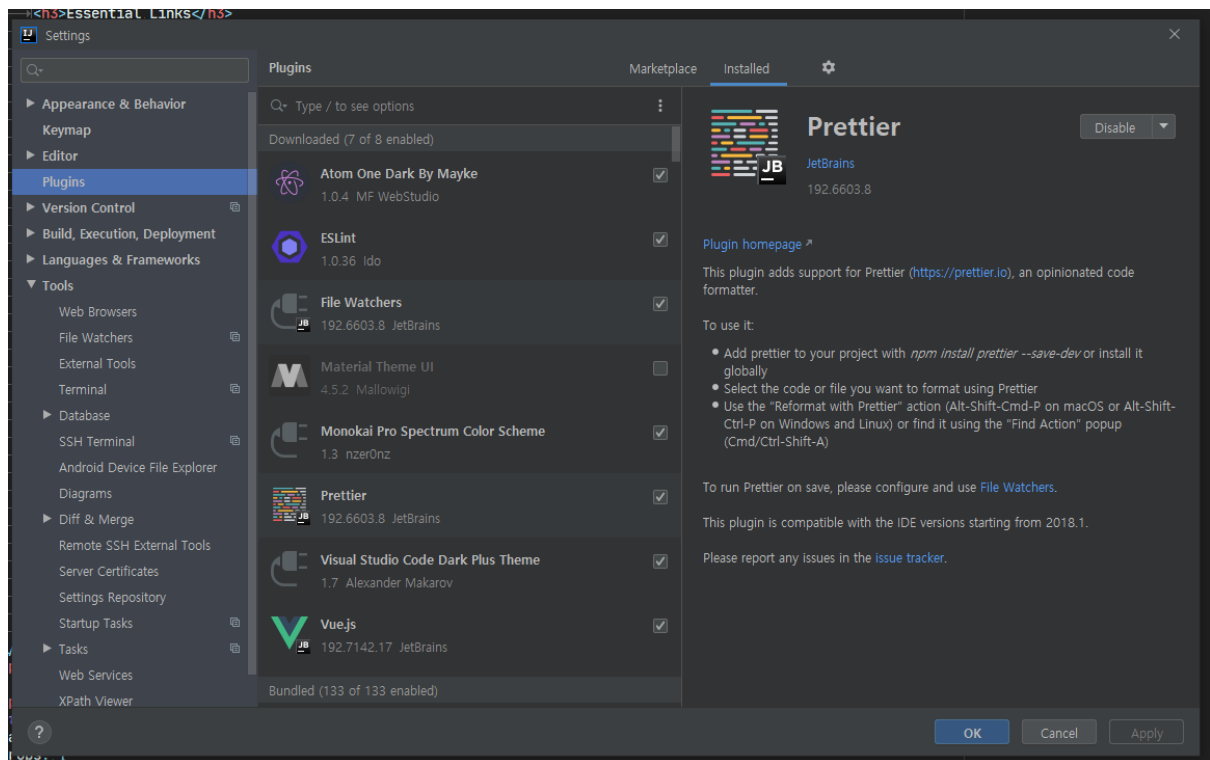 <h3>Essential Links</h3>
IJ
Settings
Plugins
Marketplace
Installed
Appearance & Behavior
Keymap
Editor
Plugins
Version Control
Build, Execution, Deployment
Languages & Frameworks
Tools
Web Browsers
File Watchers
External Tools
Terminal
Database
SSH Terminal
Android Device File Explorer
Diagrams
Diff & Merge
Remote SSH External Tools
Server Certificates
Settings Repository
Startup Tasks
Tasks
Web Services
XPath Viewer
Type / to see options
Downloaded (7 of 8 enabled)
Atom One Dark By Mayke
1.0.4 MF WebStudio
ESLint
1.0.36 Ido
File Watchers
JB
192.6603.8 JetBrains
Material Theme UI
4.5.2 Mallowigi
Monokai Pro Spectrum Color Scheme
1.3 nzer0nz
Prettier
JB
192.6603.8 JetBrains
Visual Studio Code Dark Plus Theme
1.7 Alexander Makarov
Vue.js
JB
192.7142.17 JetBrains
Bundled (133 of 133 enabled)
JB
Prettier
Disable
JetBrains
192.6603.8
Plugin homepage
This plugin adds support for Prettier (https://prettier.io), an opinionated code
formatter.
To use it:
Add prettier to your project with npm install prettier --save-dev or install it
globally
Select the code or file you want to format using Prettier
Use the "Reformat with Prettier" action (Alt-Shift-Cmd-P on macOS or Alt-Shift-
Ctrl-P on Windows and Linux) or find it using the "Find Action" popup
(Cmd/Ctrl-Shift-A)
To run Prettier on save, please configure and use File Watchers.
This plugin is compatible with the IDE versions starting from 2018.1.
Please report any issues in the issue tracker.
?
OK
Cancel
Apply